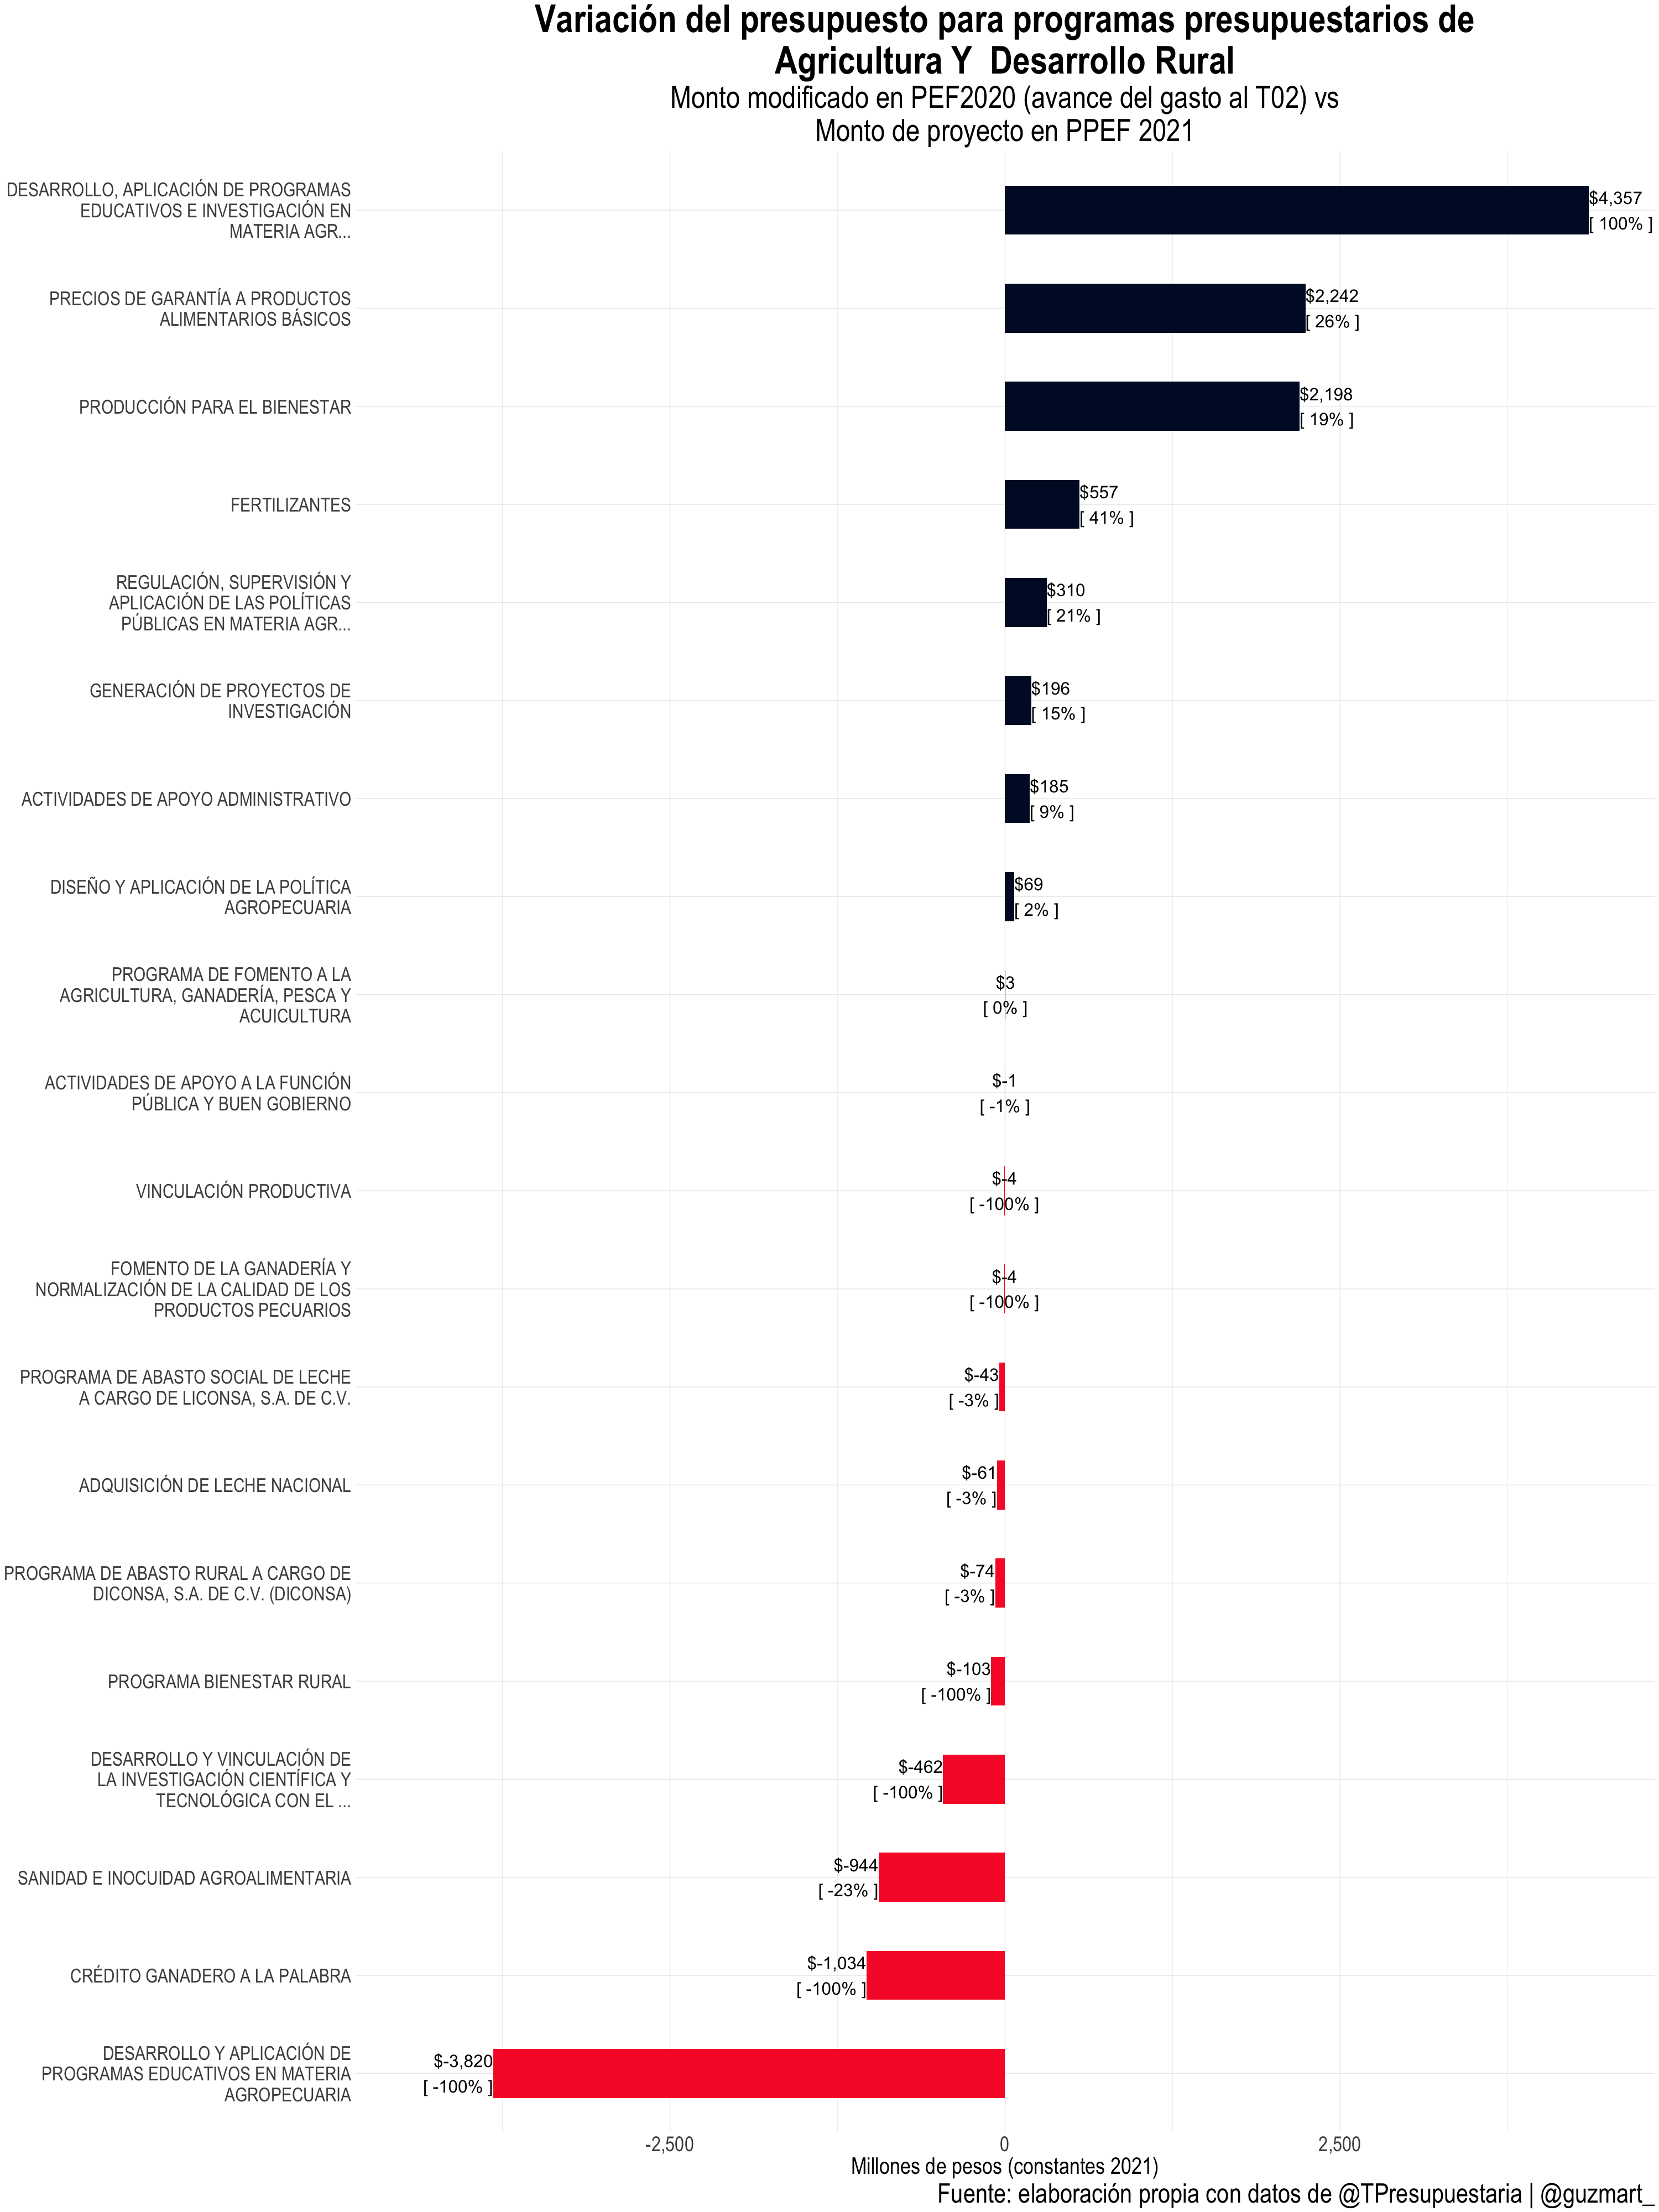 Variación del presupuesto para programas presupuestarios de
Agricultura Y  Desarrollo Rural
Monto modificado en PEF2020 (avance del gasto al T02) vs
Monto de proyecto en PPEF 2021
DESARROLLO, APLICACIÓN DE PROGRAMAS
EDUCATIVOS E INVESTIGACIÓN EN
MATERIA AGR...
$4,357
[ 100% ]
PRECIOS DE GARANTÍA A PRODUCTOS
ALIMENTARIOS BÁSICOS
$2,242
[ 26% ]
PRODUCCIÓN PARA EL BIENESTAR
$2,198
[ 19% ]
FERTILIZANTES
$557
[ 41% ]
REGULACIÓN, SUPERVISIÓN Y
APLICACIÓN DE LAS POLÍTICAS
PÚBLICAS EN MATERIA AGR...
$310
[ 21% ]
GENERACIÓN DE PROYECTOS DE
INVESTIGACIÓN
$196
[ 15% ]
ACTIVIDADES DE APOYO ADMINISTRATIVO
$185
[ 9% ]
DISEÑO Y APLICACIÓN DE LA POLÍTICA
AGROPECUARIA
$69
[ 2% ]
PROGRAMA DE FOMENTO A LA
AGRICULTURA, GANADERÍA, PESCA Y
ACUICULTURA
$3
[ 0% ]
ACTIVIDADES DE APOYO A LA FUNCIÓN
PÚBLICA Y BUEN GOBIERNO
$-1
[ -1% ]
VINCULACIÓN PRODUCTIVA
$-4
[ -100% ]
FOMENTO DE LA GANADERÍA Y
NORMALIZACIÓN DE LA CALIDAD DE LOS
PRODUCTOS PECUARIOS
$-4
[ -100% ]
PROGRAMA DE ABASTO SOCIAL DE LECHE
A CARGO DE LICONSA, S.A. DE C.V.
$-43
[ -3% ]
ADQUISICIÓN DE LECHE NACIONAL
$-61
[ -3% ]
PROGRAMA DE ABASTO RURAL A CARGO DE
DICONSA, S.A. DE C.V. (DICONSA)
$-74
[ -3% ]
PROGRAMA BIENESTAR RURAL
$-103
[ -100% ]
DESARROLLO Y VINCULACIÓN DE
LA INVESTIGACIÓN CIENTÍFICA Y
TECNOLÓGICA CON EL ...
$-462
[ -100% ]
SANIDAD E INOCUIDAD AGROALIMENTARIA
$-944
[ -23% ]
CRÉDITO GANADERO A LA PALABRA
$-1,034
[ -100% ]
DESARROLLO Y APLICACIÓN DE
PROGRAMAS EDUCATIVOS EN MATERIA
AGROPECUARIA
$-3,820
[ -100% ]
-2,500 0 2,500
Millones de pesos (constantes 2021)
Fuente: elaboración propia con datos de @TPresupuestaria | @guzmart_